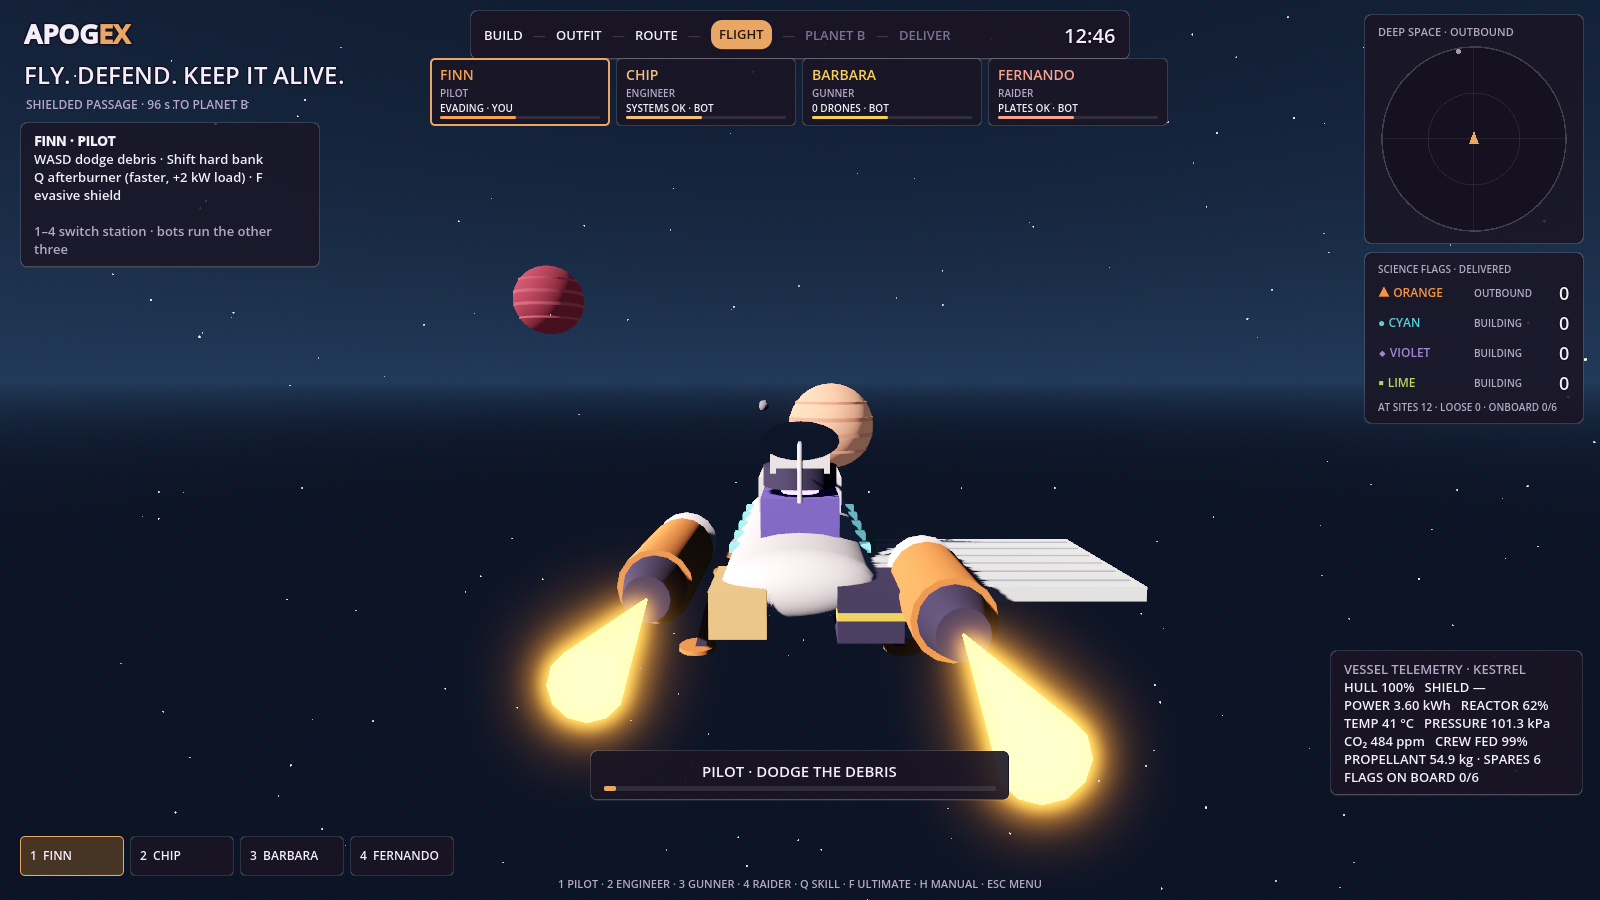 APOGEX
FLY. DEFEND. KEEP IT ALIVE.
SHIELDED PASSAGE · 96 s TO PLANET B
FINN · PILOT
WASD dodge debris · Shift hard bank
Q afterburner (faster, +2 kW load) · F
evasive shield
1–4 switch station · bots run the other
three
BUILD — OUTFIT — ROUTE — FLIGHT — PLANET B — DELIVER 12:46
FINN
PILOT
EVADING · YOU
CHIP
ENGINEER
SYSTEMS OK · BOT
BARBARA
GUNNER
0 DRONES · BOT
FERNANDO
RAIDER
PLATES OK · BOT
DEEP SPACE · OUTBOUND
SCIENCE FLAGS · DELIVERED
ORANGE OUTBOUND 0
CYAN BUILDING 0
VIOLET BUILDING 0
LIME BUILDING 0
AT SITES 12 · LOOSE 0 · ONBOARD 0/6
VESSEL TELEMETRY · KESTREL
HULL 100% SHIELD —
POWER 3.60 kWh REACTOR 62%
TEMP 41 °C PRESSURE 101.3 kPa
CO₂ 484 ppm CREW FED 99%
PROPELLANT 54.9 kg · SPARES 6
FLAGS ON BOARD 0/6
PILOT · DODGE THE DEBRIS
1 FINN
2 CHIP
3 BARBARA
4 FERNANDO
1 PILOT · 2 ENGINEER · 3 GUNNER · 4 RAIDER · Q SKILL · F ULTIMATE · H MANUAL · ESC MENU